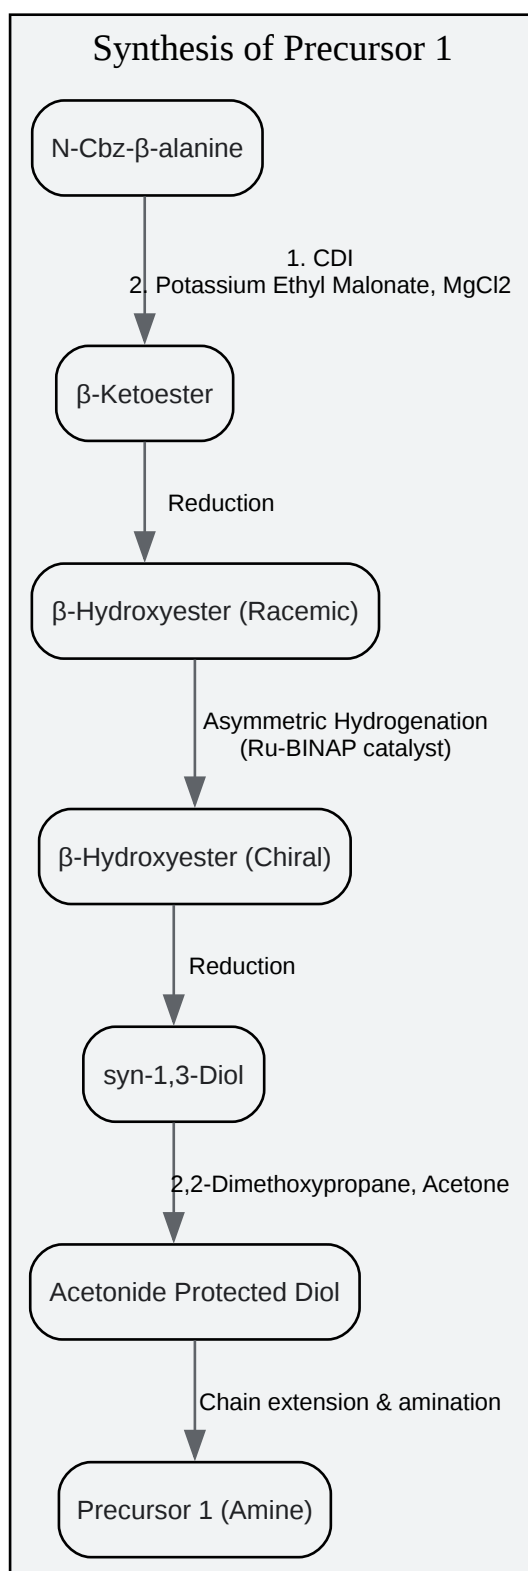 Synthesis of Precursor 1
N-Cbz-β-alanine
1. CDI
2. Potassium Ethyl Malonate, MgCl2
β-Ketoester
Reduction
β-Hydroxyester (Racemic)
Asymmetric Hydrogenation
(Ru-BINAP catalyst)
β-Hydroxyester (Chiral)
Reduction
syn-1,3-Diol
2,2-Dimethoxypropane, Acetone
Acetonide Protected Diol
Chain extension & amination
Precursor 1 (Amine)